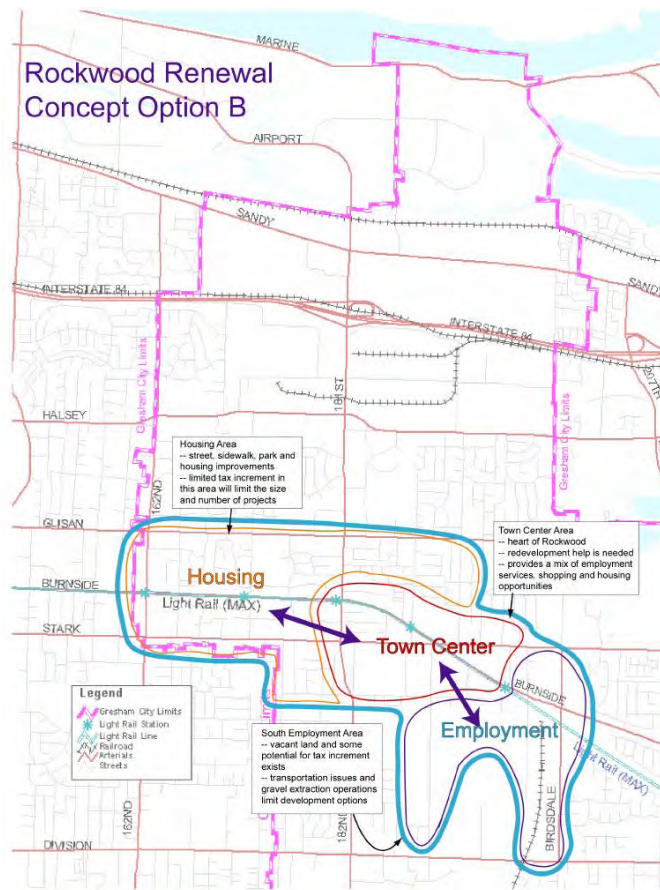 MARINE
Rockwood Renewal
Concept Option B
AIRPORT
SANDY
SANDY
INTERSTATE 84
INTERSTATE 84
207TH
181ST
Gresham City Limits
Gresham City Limits
HALSEY
162ND
Housing Area
-- street, sidewalk, park and
housing improvements
-- limited tax increment in
this area will limit the size
and number of projects
GLISAN
Town Center Area
-- heart of Rockwood
-- redevelopment help is needed
-- provides a mix of employment
services, shopping and housing
opportunities
Housing
BURNSIDE
Light Rail (MAX)
STARK
Town Center
BURNSIDE
Legend
Gresham City Limits
Light Rail Station
Light Rail Line
Railroad
Arterials
Streets
Employment
Light Rail (MAX)
South Employment Area
-- vacant land and some
potential for tax increment
exists
-- transportation issues and
gravel extraction operations
limit development options
162ND
182ND
BIRDSDALE
DIVISION